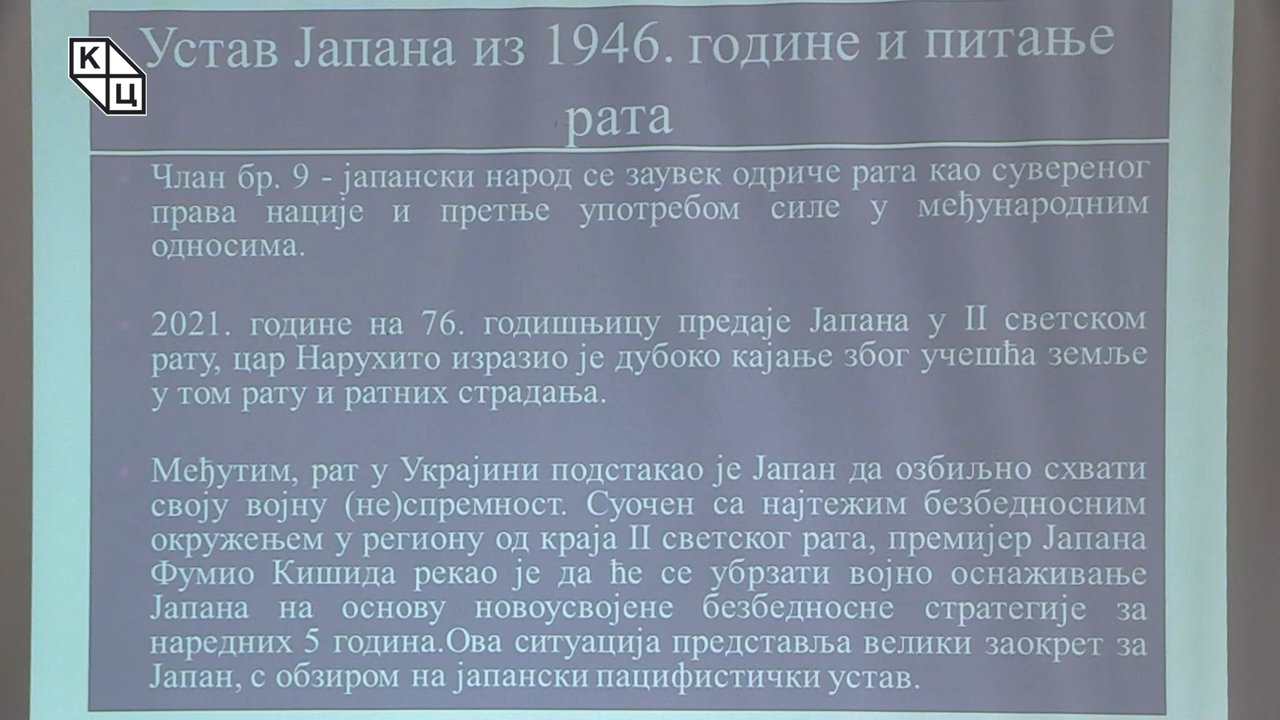 К
Ц
Устав Јапана из 1946. године и питање
рата
Члан бр. 9 - јапански народ се заувек одриче рата као сувереног
права нације и претње употребом силе у међународним
односима.
2021. године на 76. годишњицу предаје Јапана у II светском
рату, цар Нарухито изразио је дубоко кајање због учешћа земље
у том рату и ратних страдања.
Међутим, рат у Украјини подстакао је Јапан да озбиљно схвати
своју војну (не)спремност. Суочен са најтежим безбедносним
окружењем у региону од краја II светског рата, премијер Јапана
Фумио Кишида рекао је да ће се убрзати војно оснаживање
Јапана на основу новоусвојене безбедносне стратегије за
наредних 5 година.Ова ситуација представља велики заокрет за
Јапан, с обзиром на јапански пацифистички устав.